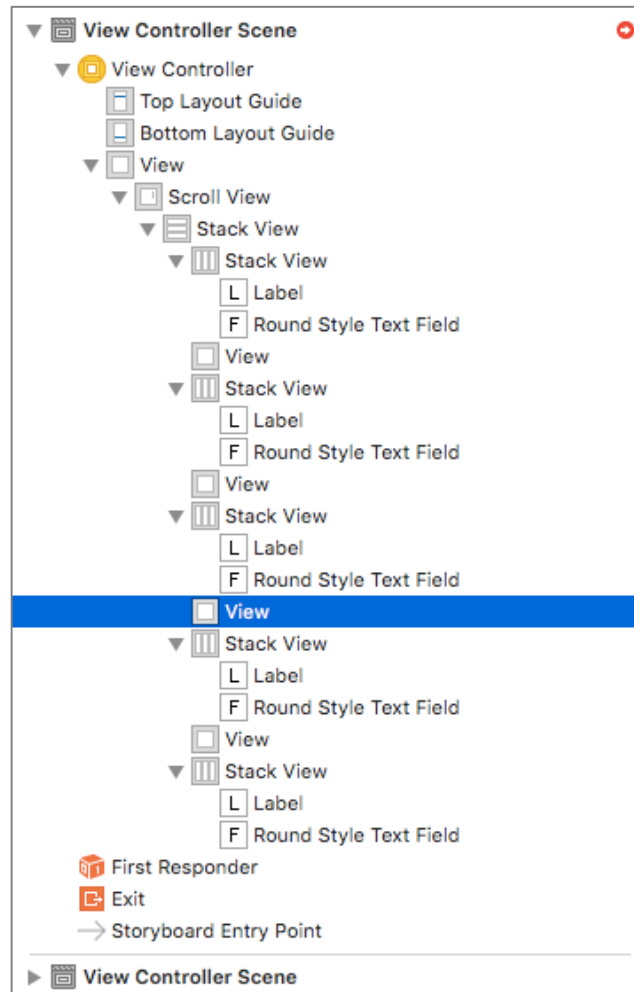 View Controller Scene
View Controller
Top Layout Guide
Bottom Layout Guide
View
Scroll View
Stack View
Stack View
L Label
F Round Style Text Field
View
Stack View
L Label
F Round Style Text Field
View
Stack View
L Label
F Round Style Text Field
View
Stack View
L Label
F Round Style Text Field
View
Stack View
L Label
F Round Style Text Field
First Responder
Exit
Storyboard Entry Point
View Controller Scene